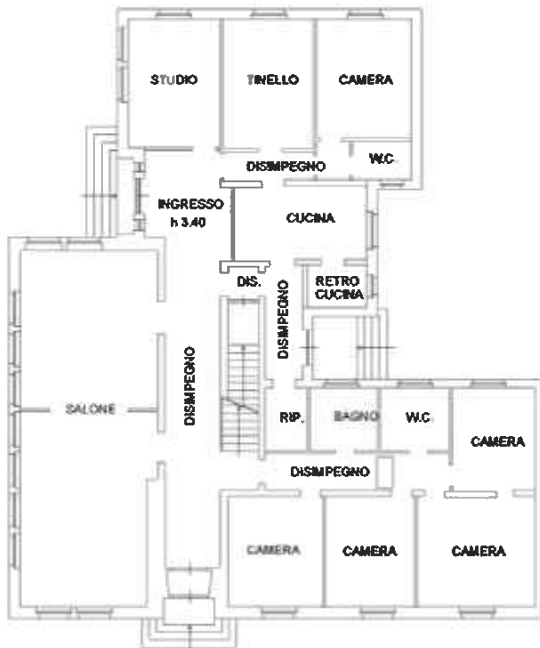 STUDIO
TINELLO
CAMERA
DISIMPEGNO
W.C.
INGRESSO
h 3.40
CUCINA
DIS.
RETRO
CUCINA
DISIMPEGNO
DISIMPEGNO
SALONE
RIP.
BAGNO
W.C.
CAMERA
DISIMPEGNO
CAMERA
CAMERA
CAMERA